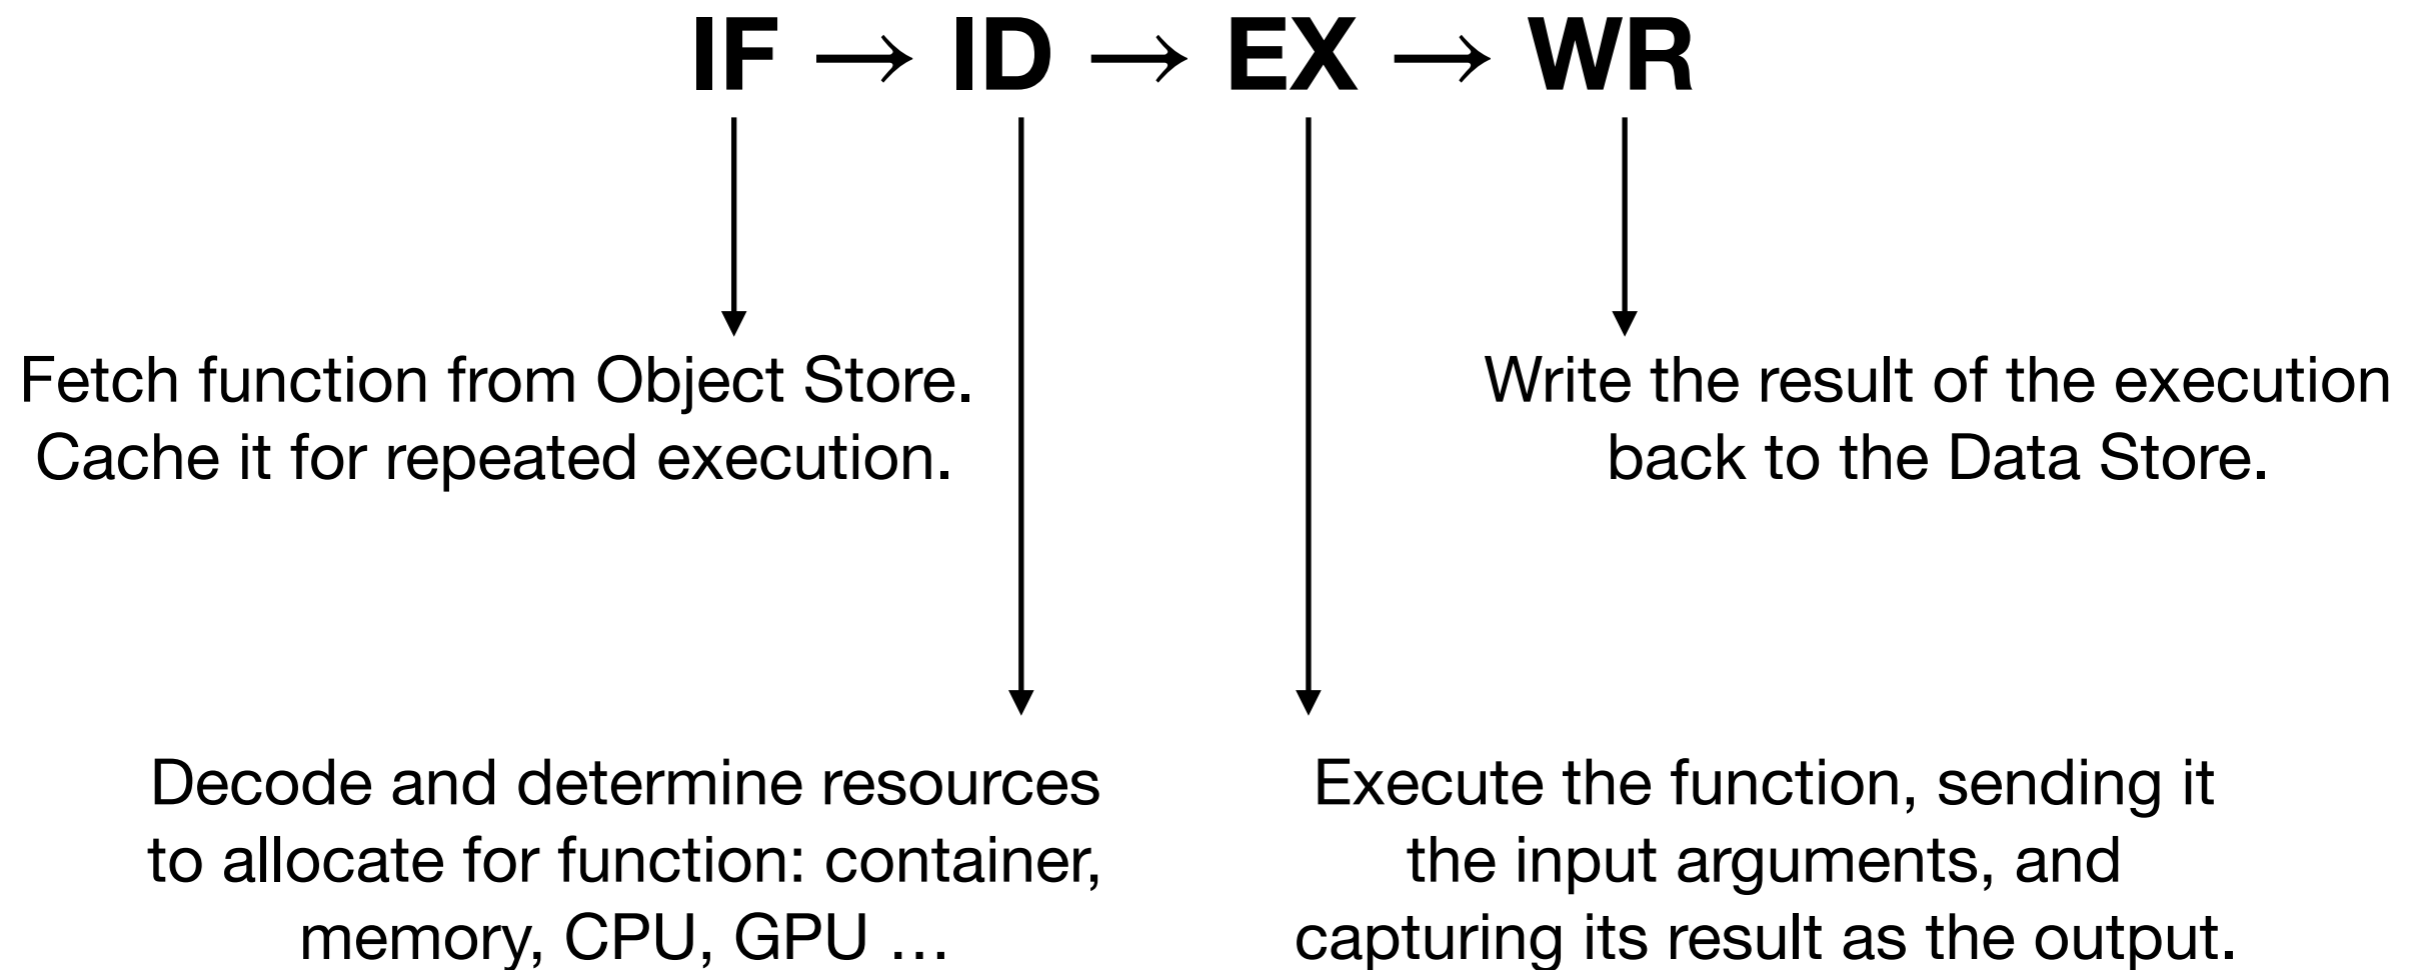 IF → ID → EX → WR
Fetch function from Object Store.
Cache it for repeated execution.
Write the result of the execution
back to the Data Store.
Decode and determine resources
to allocate for function: container,
memory, CPU, GPU …
Execute the function, sending it
the input arguments, and
capturing its result as the output.